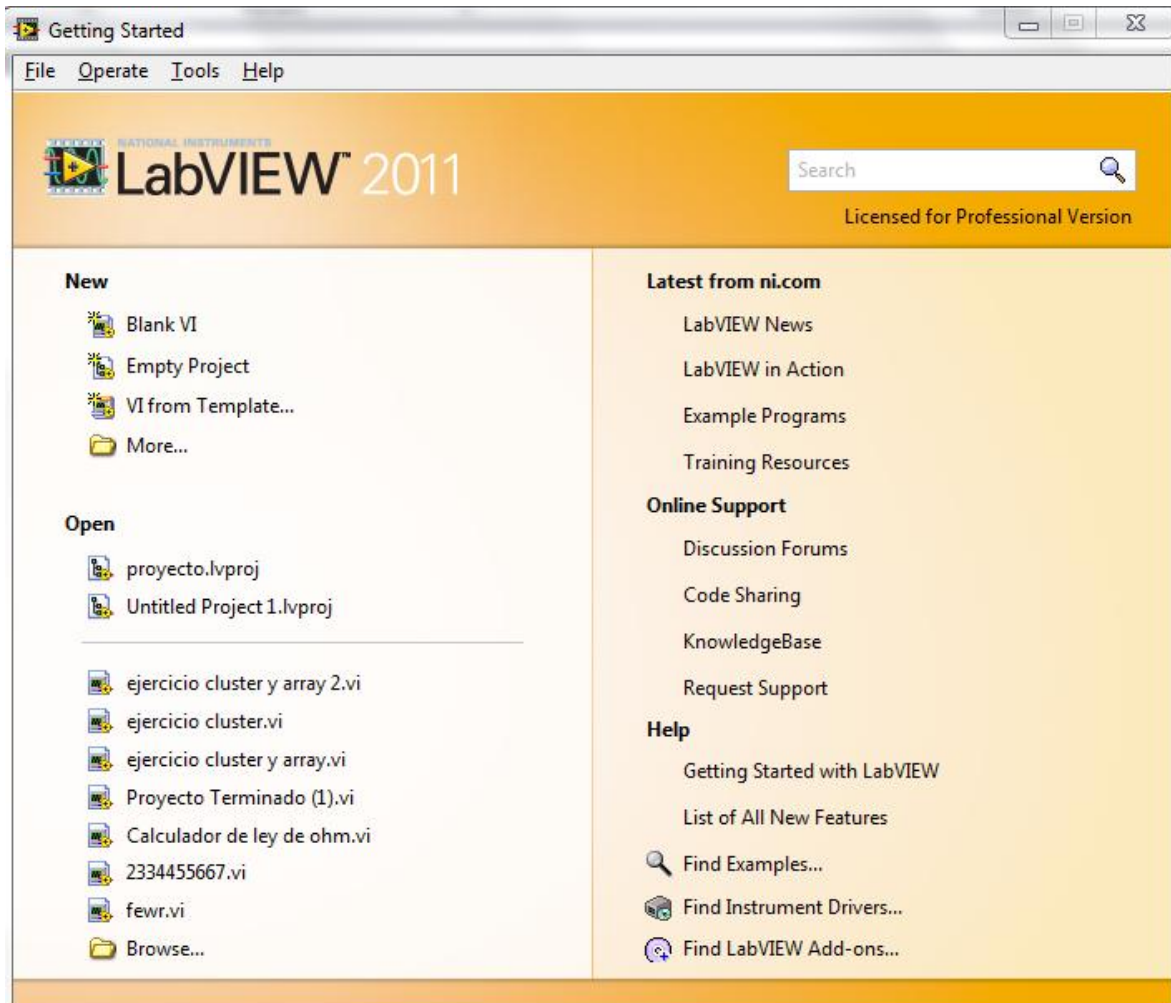 Getting Started
File Operate Tools Help
NATIONAL INSTRUMENTS
LabVIEW™ 2011
Search
Licensed for Professional Version
New
Blank VI
Empty Project
VI from Template...
More...
Open
proyecto.lvproj
Untitled Project 1.lvproj
ejercicio cluster y array 2.vi
ejercicio cluster.vi
ejercicio cluster y array.vi
Proyecto Terminado (1).vi
Calculador de ley de ohm.vi
2334455667.vi
fewr.vi
Browse...
Latest from ni.com
LabVIEW News
LabVIEW in Action
Example Programs
Training Resources
Online Support
Discussion Forums
Code Sharing
KnowledgeBase
Request Support
Help
Getting Started with LabVIEW
List of All New Features
Find Examples...
Find Instrument Drivers...
Find LabVIEW Add-ons...